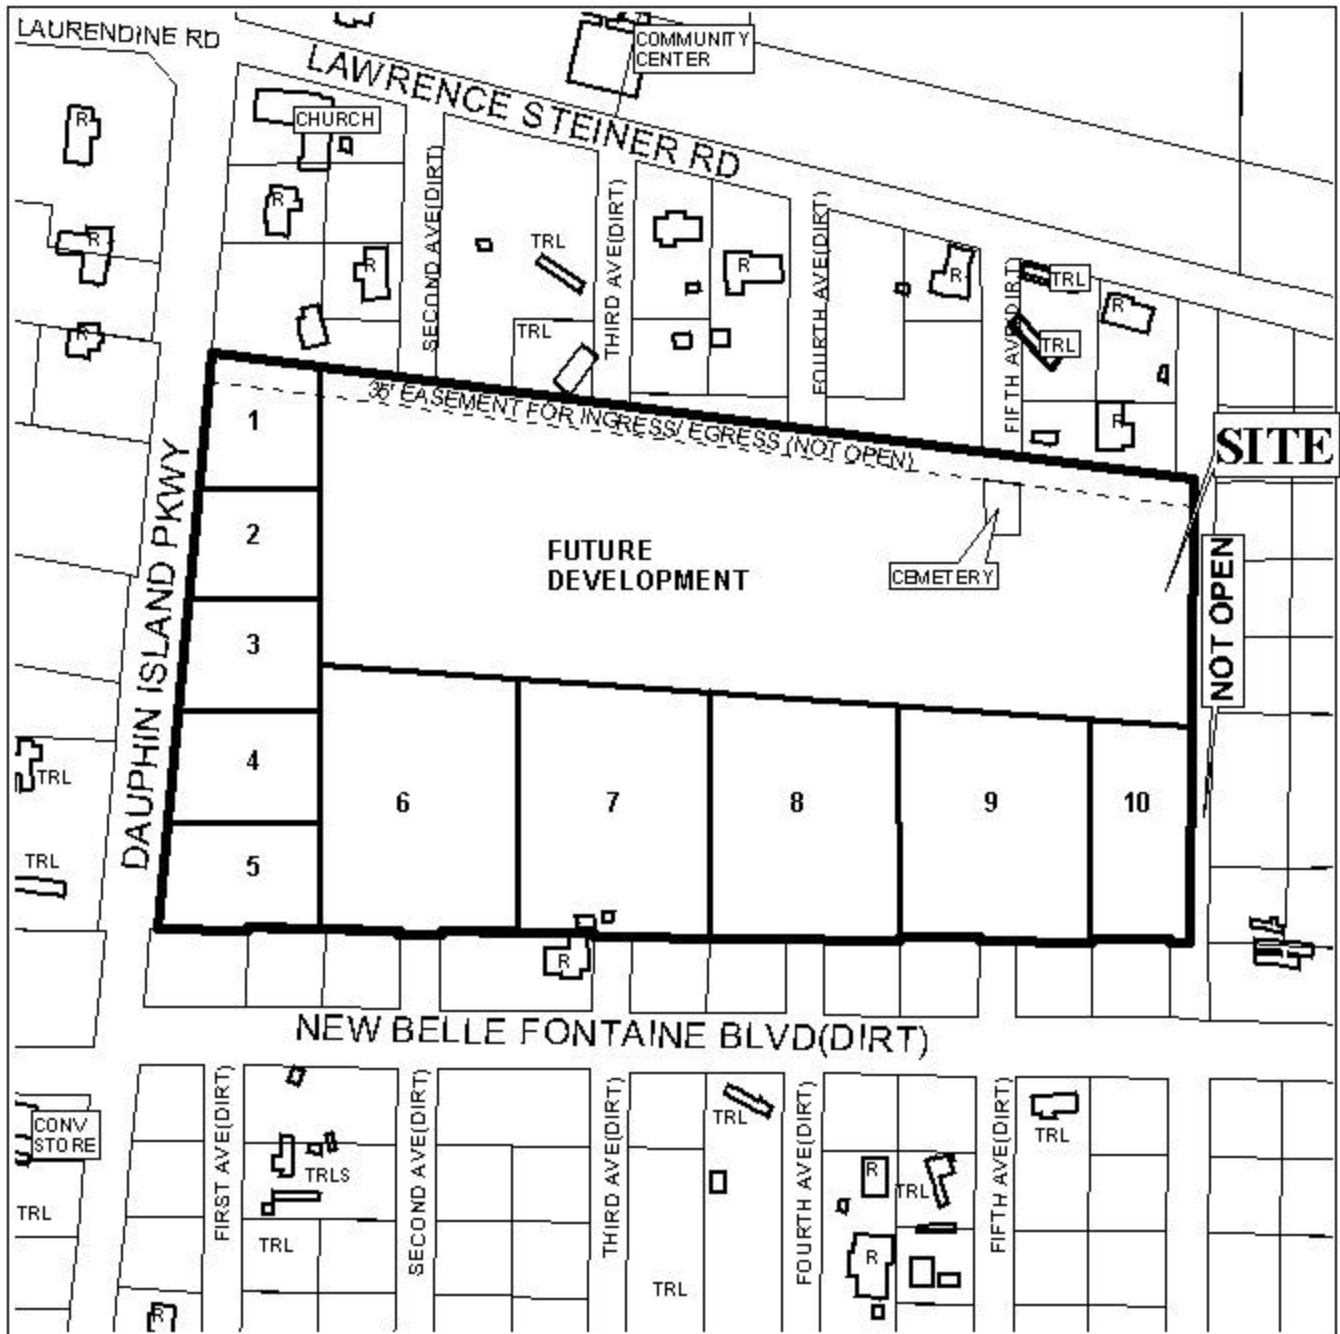 LAURENDINE RD
LAWRENCE STEINER RD
COMMUNITY
CENTER
R
CHURCH
R
SECOND AVE(DIRT)
THIRD AVE(DIRT)
FOURTH AVE(DIRT)
FIFTH AVE(DIRT)
R
R
TRL
R
R
TRL
R
TRL
R
TRL
TRL
R
35' EASEMENT FOR INGRESS/ EGRESS (NOT OPEN)
SITE
1
2
3
4
5
FUTURE
DEVELOPMENT
CEMETERY
NOT OPEN
DAUPHIN ISLAND PKWY
TRL
TRL
6
7
8
9
10
R
NEW BELLE FONTAINE BLVD(DIRT)
CONV
STORE
TRL
FIRST AVE(DIRT)
TRLS
TRL
SECOND AVE(DIRT)
THIRD AVE(DIRT)
TRL
TRL
FOURTH AVE(DIRT)
R
TRL
R
FIFTH AVE(DIRT)
TRL
R